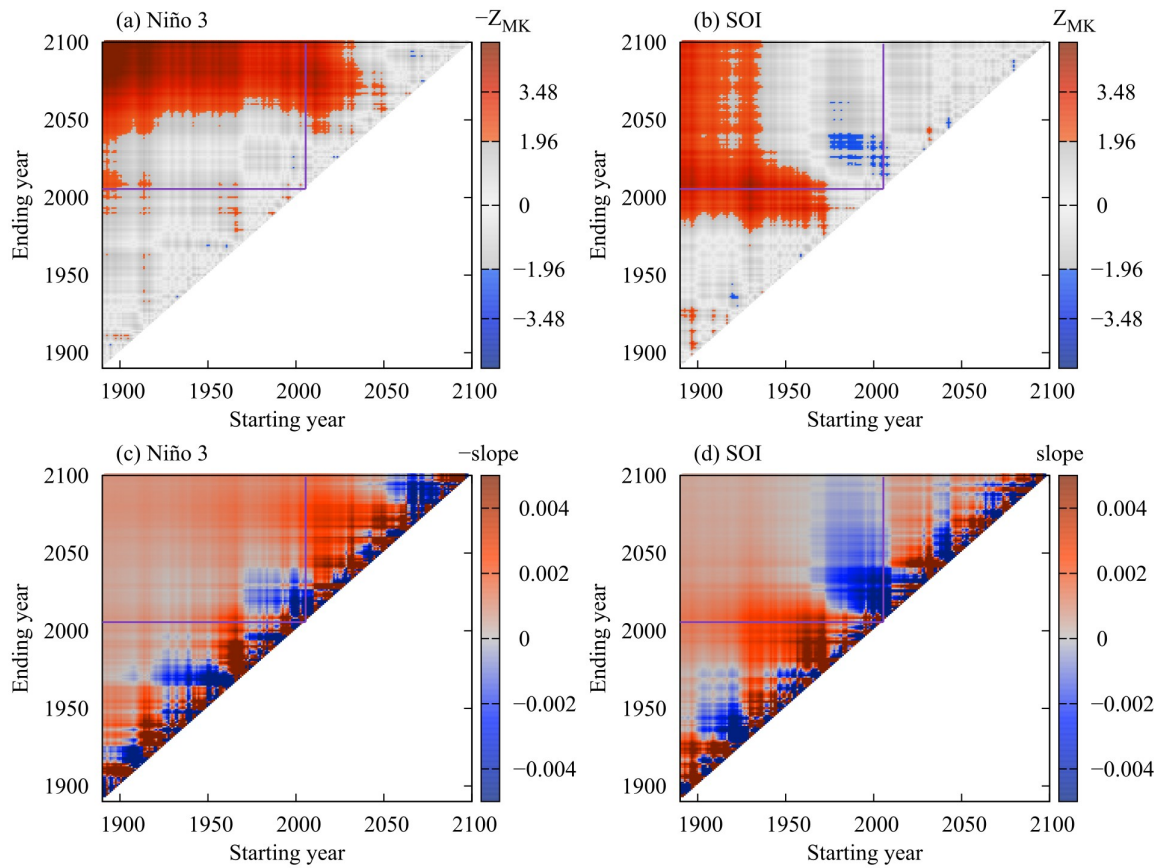 (a) Niño 3
−Z_MK
2100
2050
2000
1950
1900
Ending year
1900 1950 2000 2050 2100
Starting year
3.48
1.96
0
−1.96
−3.48
(b) SOI
Z_MK
2100
2050
2000
1950
1900
Ending year
1900 1950 2000 2050 2100
Starting year
3.48
1.96
0
−1.96
−3.48
(c) Niño 3
−slope
2100
2050
2000
1950
1900
Ending year
1900 1950 2000 2050 2100
Starting year
0.004
0.002
0
−0.002
−0.004
(d) SOI
slope
2100
2050
2000
1950
1900
Ending year
1900 1950 2000 2050 2100
Starting year
0.004
0.002
0
−0.002
−0.004